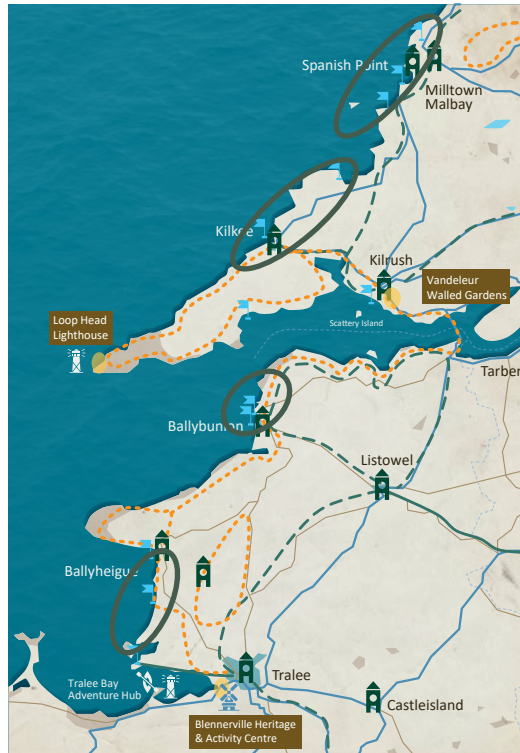 Spanish Point
Milltown
Malbay
Kilkee
Kilrush
Vandeleur
Walled Gardens
Loop Head
Lighthouse
Scattery Island
Tarber
Ballybunion
Listowel
Ballyheigue
Tralee Bay
Adventure Hub
Tralee
Castleisland
Blennerville Heritage
& Activity Centre